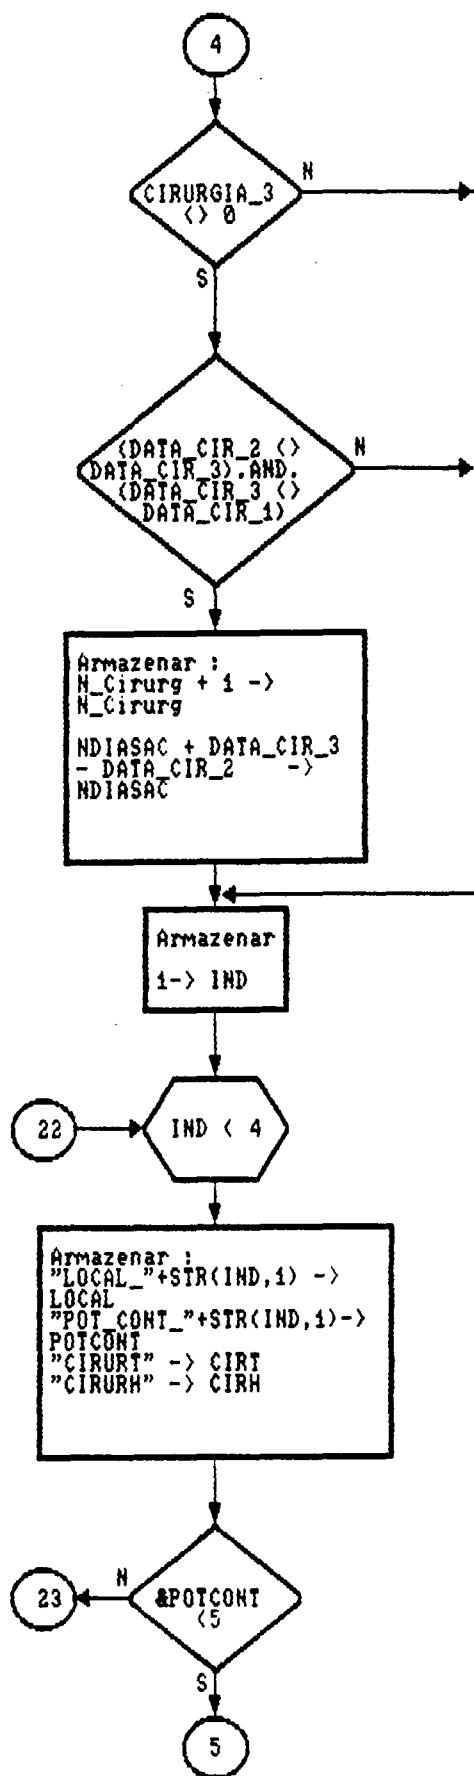 4
CIRURGIA_3
<> 0
N
S
(DATA_CIR_2 <>
DATA_CIR_3).AND.
(DATA_CIR_3 <>
DATA_CIR_1)
N
S
Armazenar :
N_Cirurg + 1 ->
N_Cirurg
NDIASAC + DATA_CIR_3
- DATA_CIR_2 ->
NDIASAC
Armazenar
1-> IND
22
IND < 4
Armazenar :
"LOCAL_"+STR(IND,1) ->
LOCAL
"POT_CONT_"+STR(IND,1)->
POTCONT
"CIRURT" -> CIRT
"CIRURH" -> CIRH
23
N
&POTCONT
<5
S
5